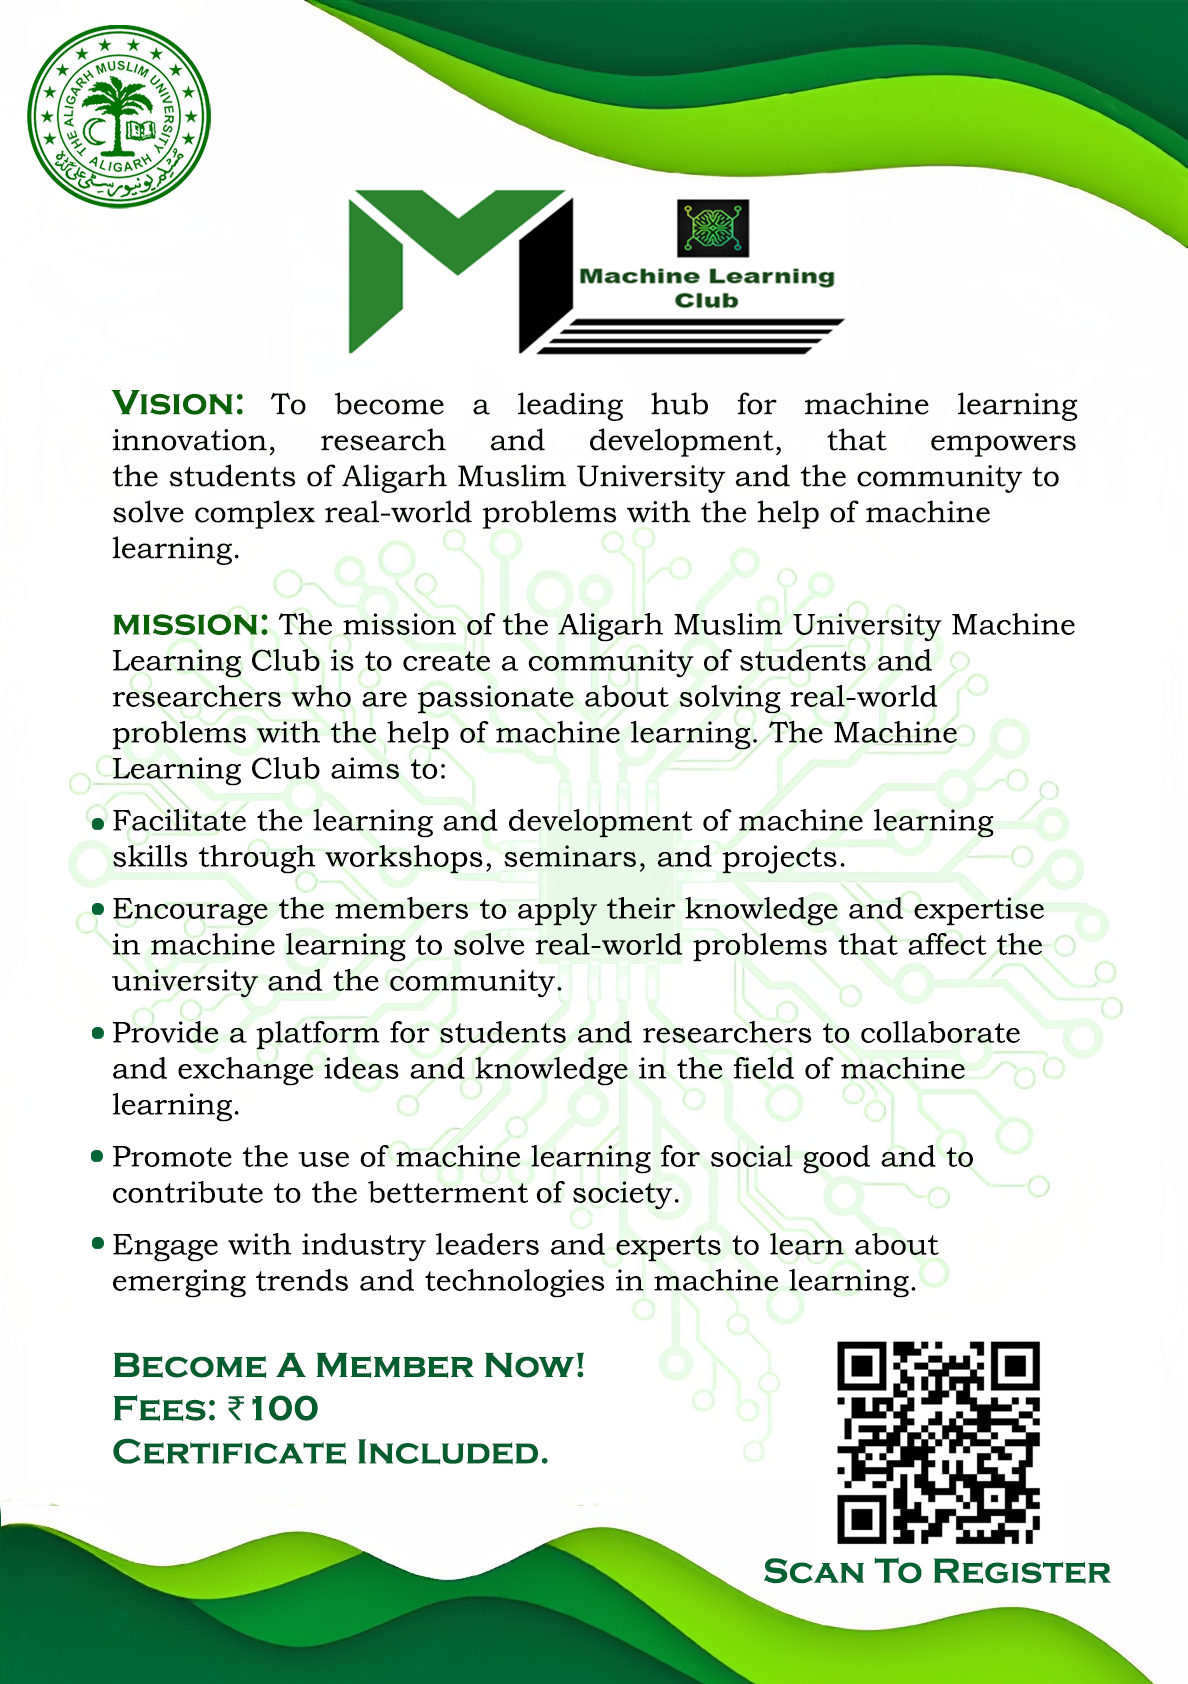 THE ALIGARH MUSLIM UNIVERSITY
ALIGARH
مسلم یونیورسٹی علی گڑھ
Machine Learning
Club
VISION: To become a leading hub for machine learning
innovation, research and development, that empowers
the students of Aligarh Muslim University and the community to
solve complex real-world problems with the help of machine
learning.
MISSION: The mission of the Aligarh Muslim University Machine
Learning Club is to create a community of students and
researchers who are passionate about solving real-world
problems with the help of machine learning. The Machine
Learning Club aims to:
• Facilitate the learning and development of machine learning
skills through workshops, seminars, and projects.
• Encourage the members to apply their knowledge and expertise
in machine learning to solve real-world problems that affect the
university and the community.
• Provide a platform for students and researchers to collaborate
and exchange ideas and knowledge in the field of machine
learning.
• Promote the use of machine learning for social good and to
contribute to the betterment of society.
• Engage with industry leaders and experts to learn about
emerging trends and technologies in machine learning.
BECOME A MEMBER NOW!
FEES: ₹100
CERTIFICATE INCLUDED.
SCAN TO REGISTER